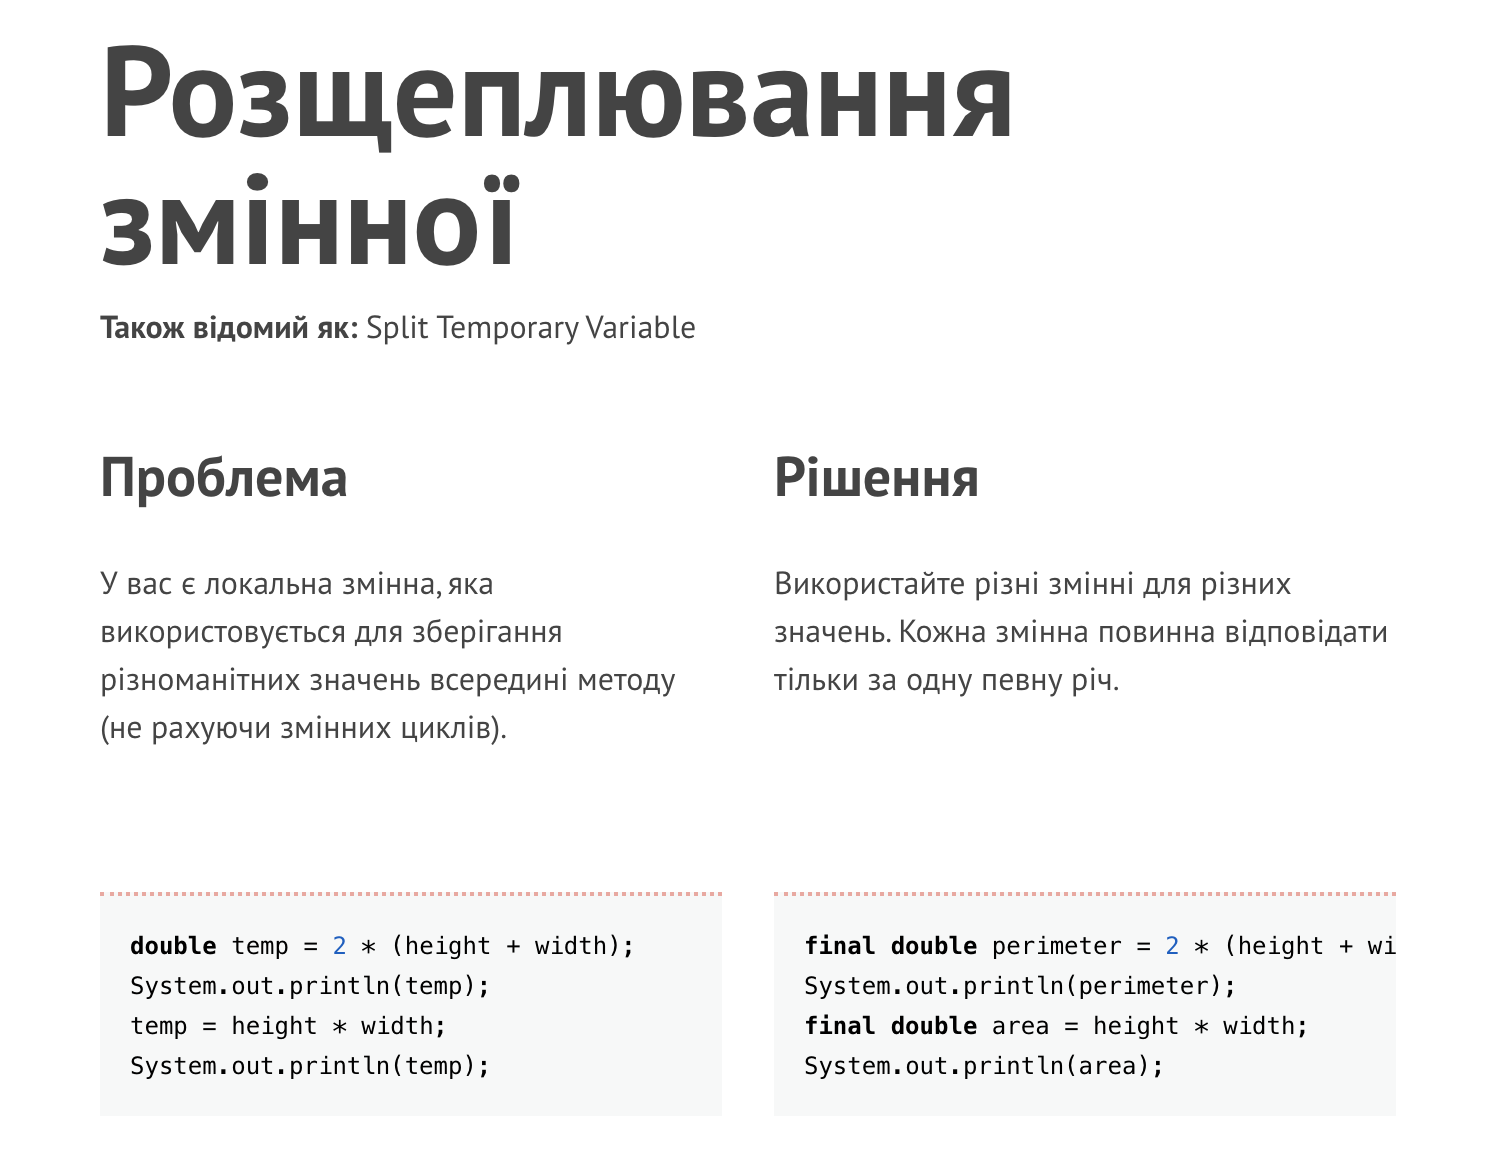 Розщеплювання
змінної
Також відомий як: Split Temporary Variable
Проблема
У вас є локальна змінна, яка
використовується для зберігання
різноманітних значень всередині методу
(не рахуючи змінних циклів).
double temp = 2 * (height + width);
System.out.println(temp);
temp = height * width;
System.out.println(temp);
Рішення
Використайте різні змінні для різних
значень. Кожна змінна повинна відповідати
тільки за одну певну річ.
final double perimeter = 2 * (height + wi
System.out.println(perimeter);
final double area = height * width;
System.out.println(area);